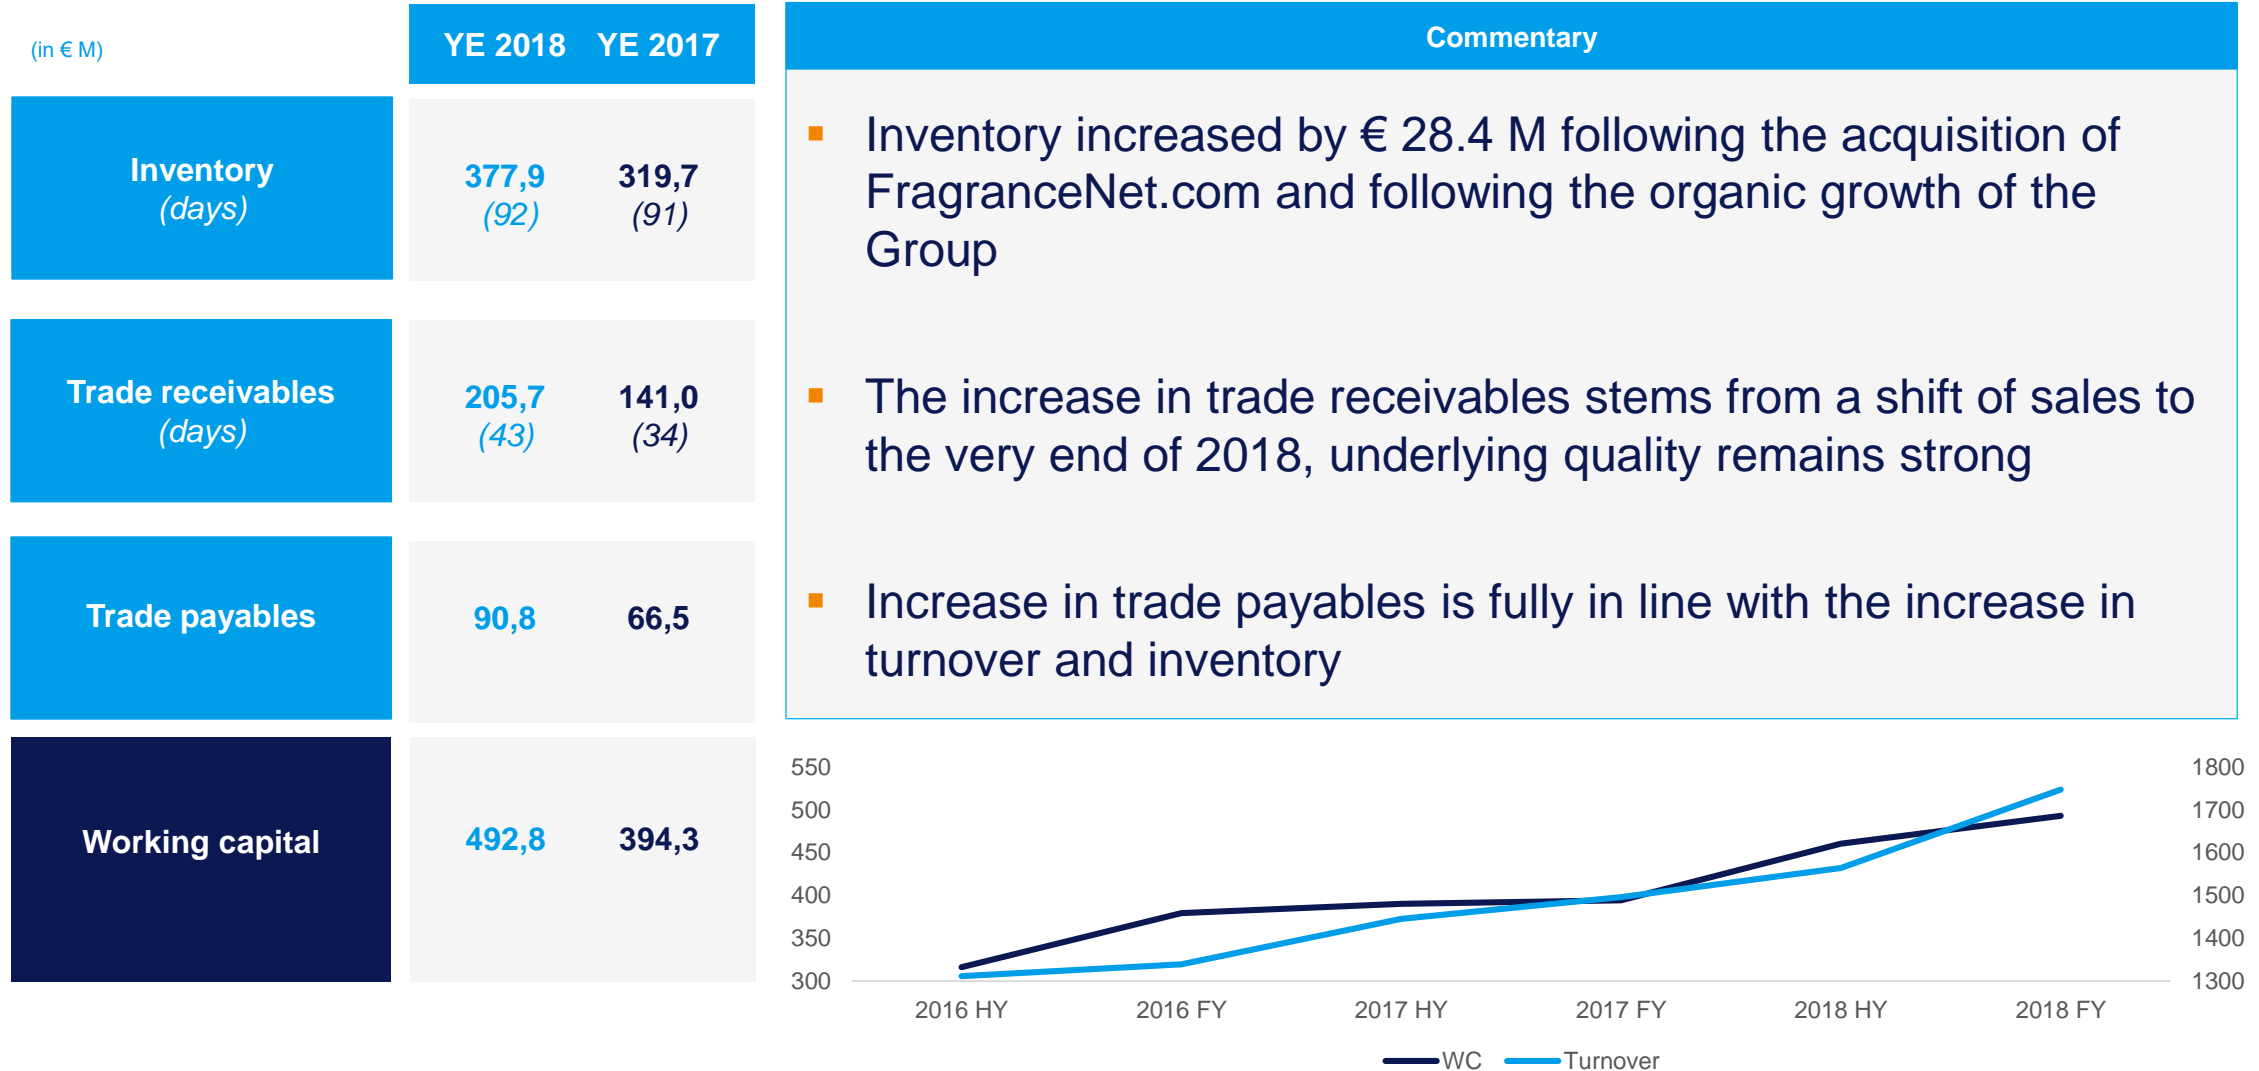 (in € M)
YE 2018 YE 2017
Inventory
(days)
377,9 319,7
(92) (91)
Trade receivables
(days)
205,7 141,0
(43) (34)
Trade payables
90,8 66,5
Working capital
492,8 394,3
Commentary
▪ Inventory increased by € 28.4 M following the acquisition of
FragranceNet.com and following the organic growth of the
Group
▪ The increase in trade receivables stems from a shift of sales to
the very end of 2018, underlying quality remains strong
▪ Increase in trade payables is fully in line with the increase in
turnover and inventory
550 1800
500 1700
450 1600
400 1500
350 1400
300 1300
2016 HY 2016 FY 2017 HY 2017 FY 2018 HY 2018 FY
WC Turnover